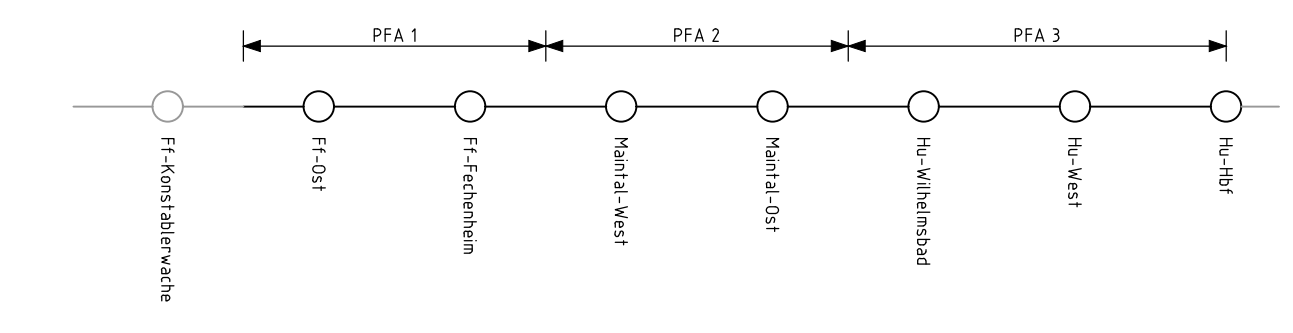 PFA 1
PFA 2
PFA 3
Ff-Konstablerwache
Ff-Ost
Ff-Fechenheim
Maintal-West
Maintal-Ost
Hu-Wilhelmsbad
Hu-West
Hu-Hbf